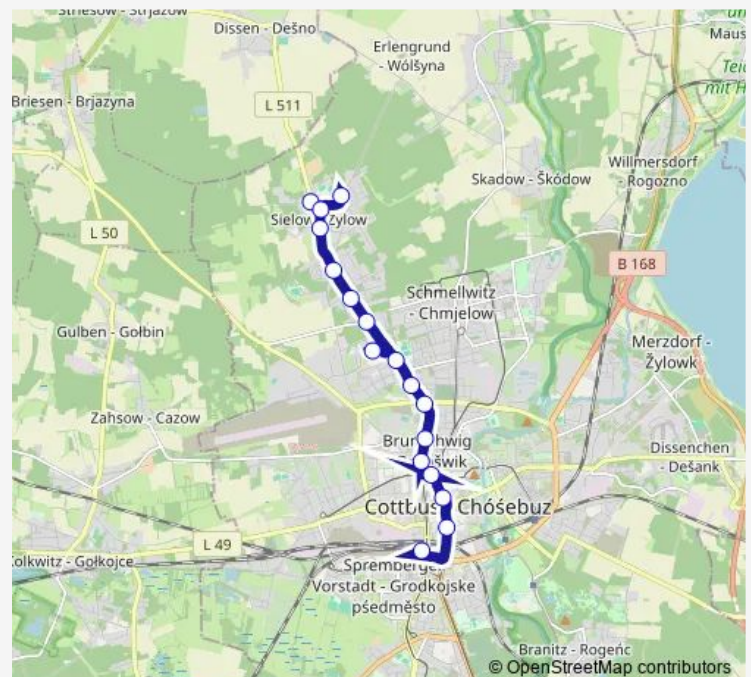 Striesow - Strjažow
Dissen - Dešno
Erlengrund
- Wólšyna
Maus
Teic
mit H
Briesen - Brjazyna
L 511
Willmersdorf
- Rogozno
Skadow - Škódow
Sielow Žylow
L 50
B 168
Schmellwitz
- Chmjelow
Gulben - Gołbin
Merzdorf -
Žylowk
Zahsow - Cazow
Dissenchen
- Dešank
Cottbus Chóśebuz
L 49
Kolkwitz - Gołkojce
Spremberger
Vorstadt - Grodkojske
pśedměsto
Branitz - Rogeńc
© OpenStreetMap contributors